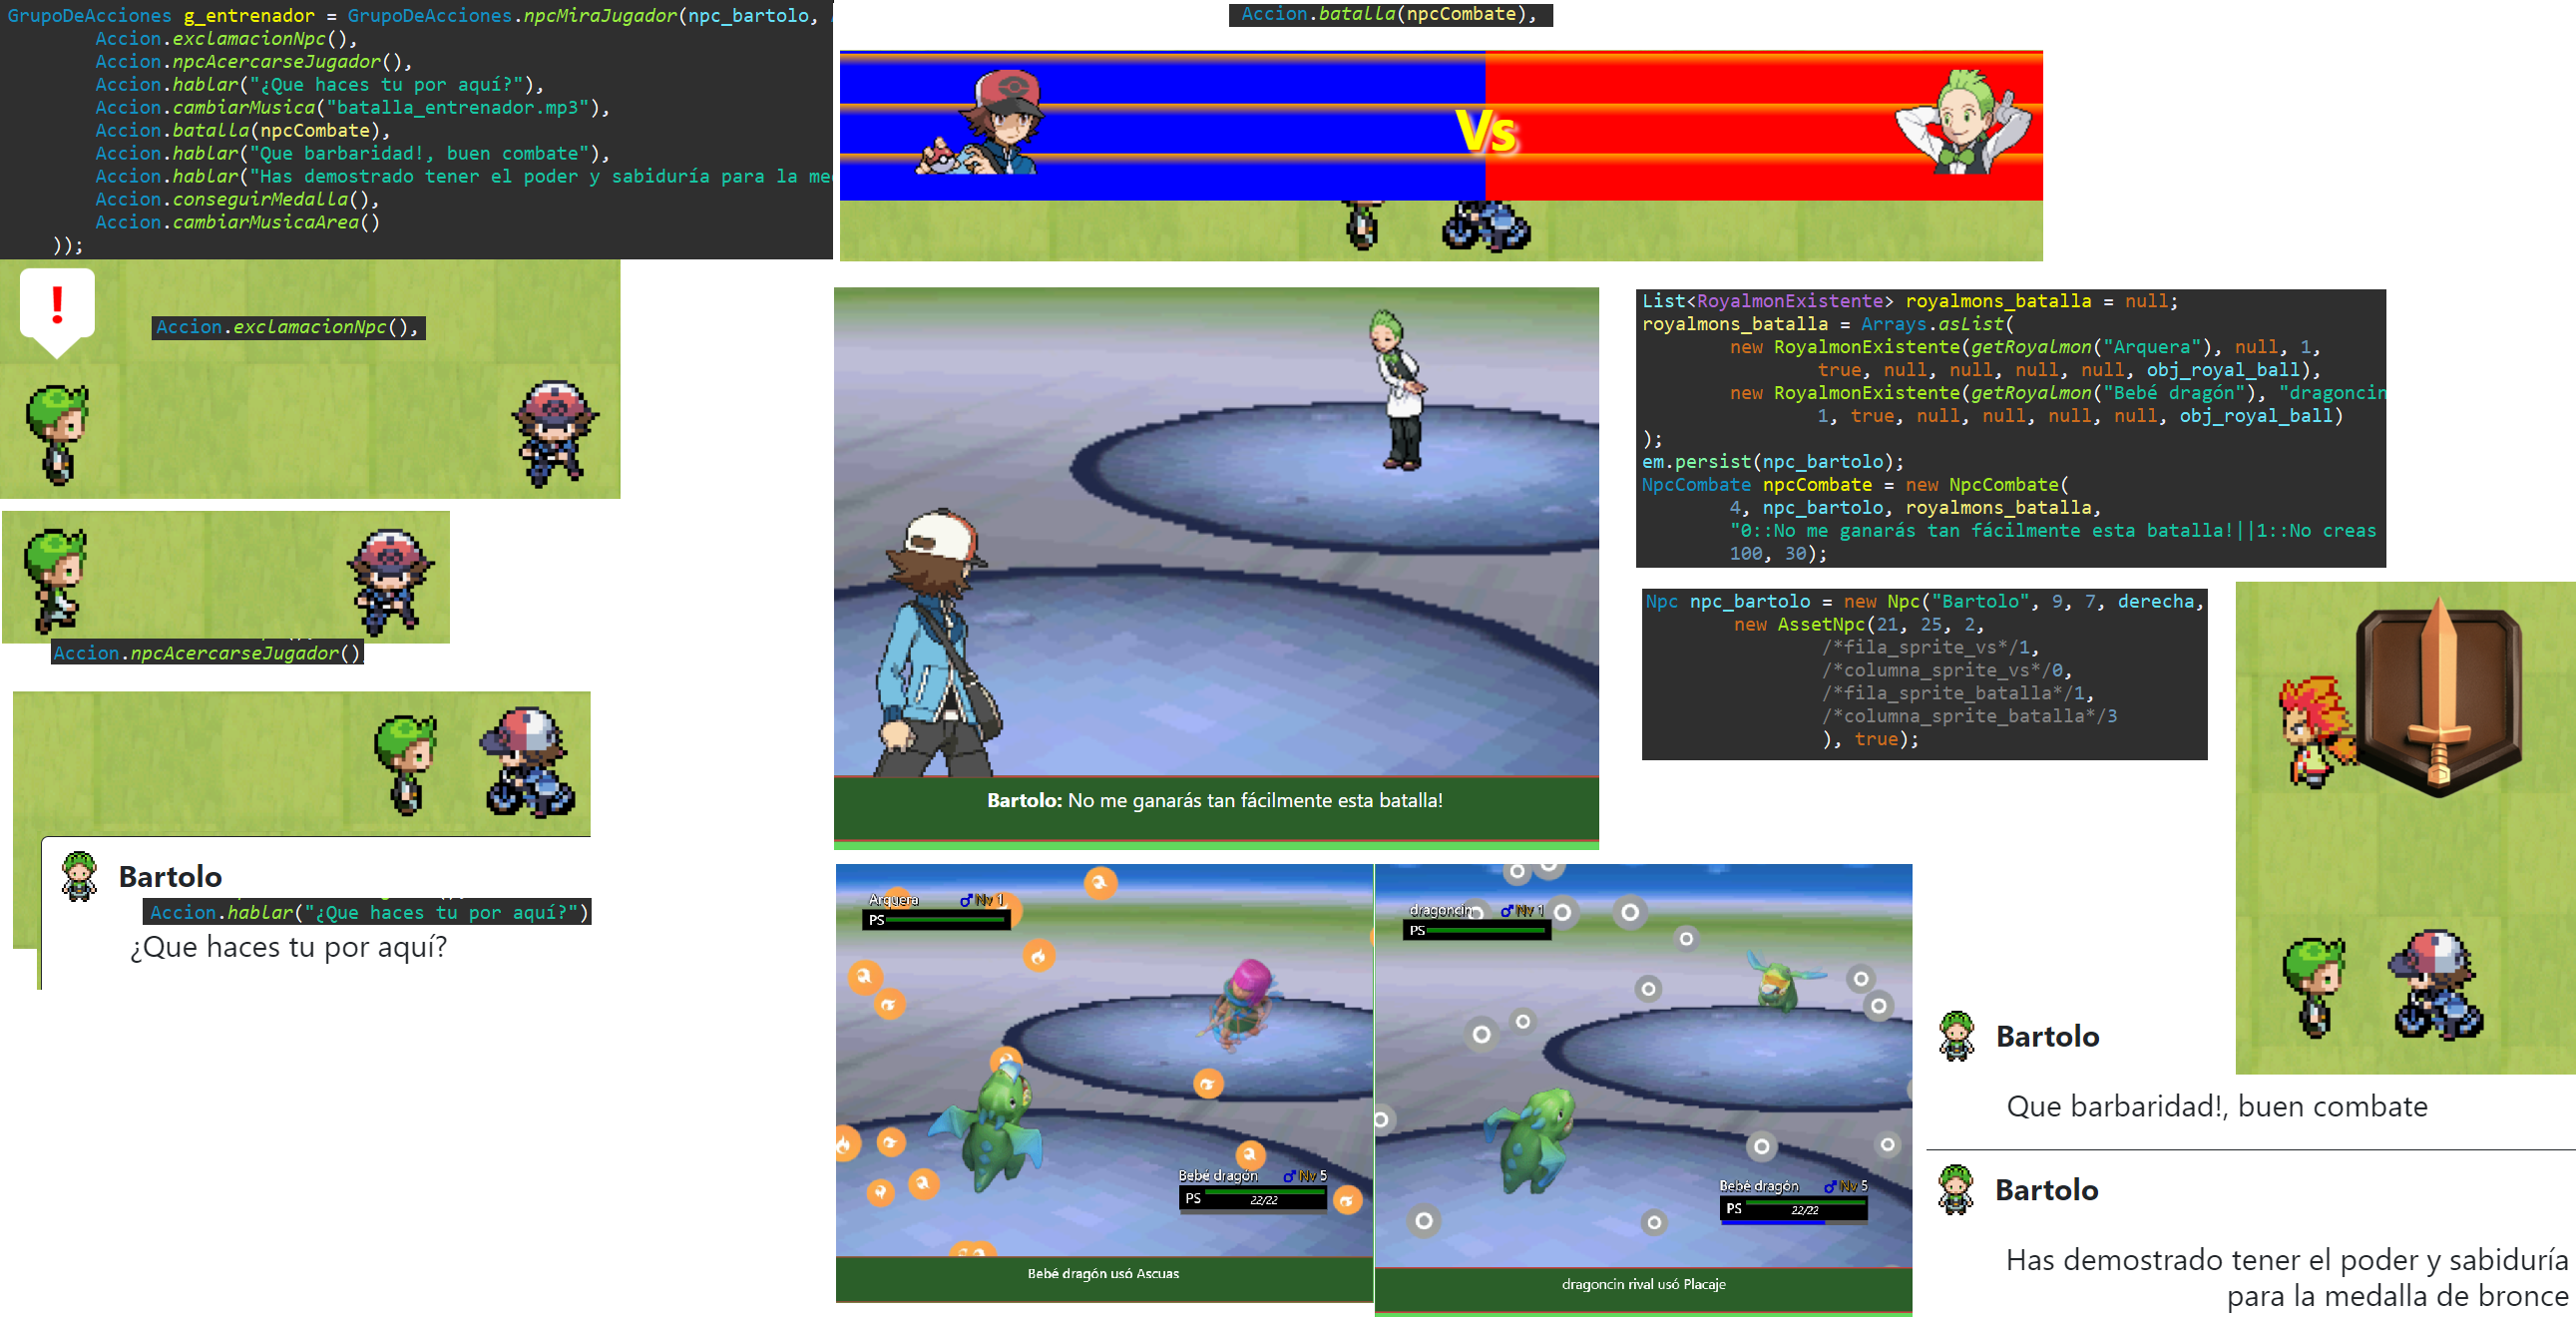 GrupoDeAcciones g_entrenador = GrupoDeAcciones.npcMiraJugador(npc_bartolo,
Accion.exclamacionNpc(),
Accion.npcAcercarseJugador(),
Accion.hablar("¿Que haces tu por aquí?"),
Accion.cambiarMusica("batalla_entrenador.mp3"),
Accion.batalla(npcCombate),
Accion.hablar("Que barbaridad!, buen combate"),
Accion.hablar("Has demostrado tener el poder y sabiduría para la me
Accion.conseguirMedalla(),
Accion.cambiarMusicaArea()
));
!
Accion.exclamacionNpc(),
Accion.npcAcercarseJugador()
Bartolo
Accion.hablar("¿Que haces tu por aquí?")
¿Que haces tu por aquí?
Accion.batalla(npcCombate),
Vs
Bartolo: No me ganarás tan fácilmente esta batalla!
List<RoyalmonExistente> royalmons_batalla = null;
royalmons_batalla = Arrays.asList(
new RoyalmonExistente(getRoyalmon("Arquera"), null, 1,
true, null, null, null, null, obj_royal_ball),
new RoyalmonExistente(getRoyalmon("Bebé dragón"), "dragoncin
1, true, null, null, null, null, obj_royal_ball)
);
em.persist(npc_bartolo);
NpcCombate npcCombate = new NpcCombate(
4, npc_bartolo, royalmons_batalla,
"0::No me ganarás tan fácilmente esta batalla!||1::No creas
100, 30);
Npc npc_bartolo = new Npc("Bartolo", 9, 7, derecha,
new AssetNpc(21, 25, 2,
/*fila_sprite_vs*/1,
/*columna_sprite_vs*/0,
/*fila_sprite_batalla*/1,
/*columna_sprite_batalla*/3
), true);
Arquera ♂ Nv 1
PS
Bebé dragón ♂ Nv 5
PS 22/22
Bebé dragón usó Ascuas
dragoncin ♂ Nv 1
PS
Bebé dragón ♂ Nv 5
PS 22/22
dragoncin rival usó Placaje
Bartolo
Que barbaridad!, buen combate
Bartolo
Has demostrado tener el poder y sabiduría
para la medalla de bronce